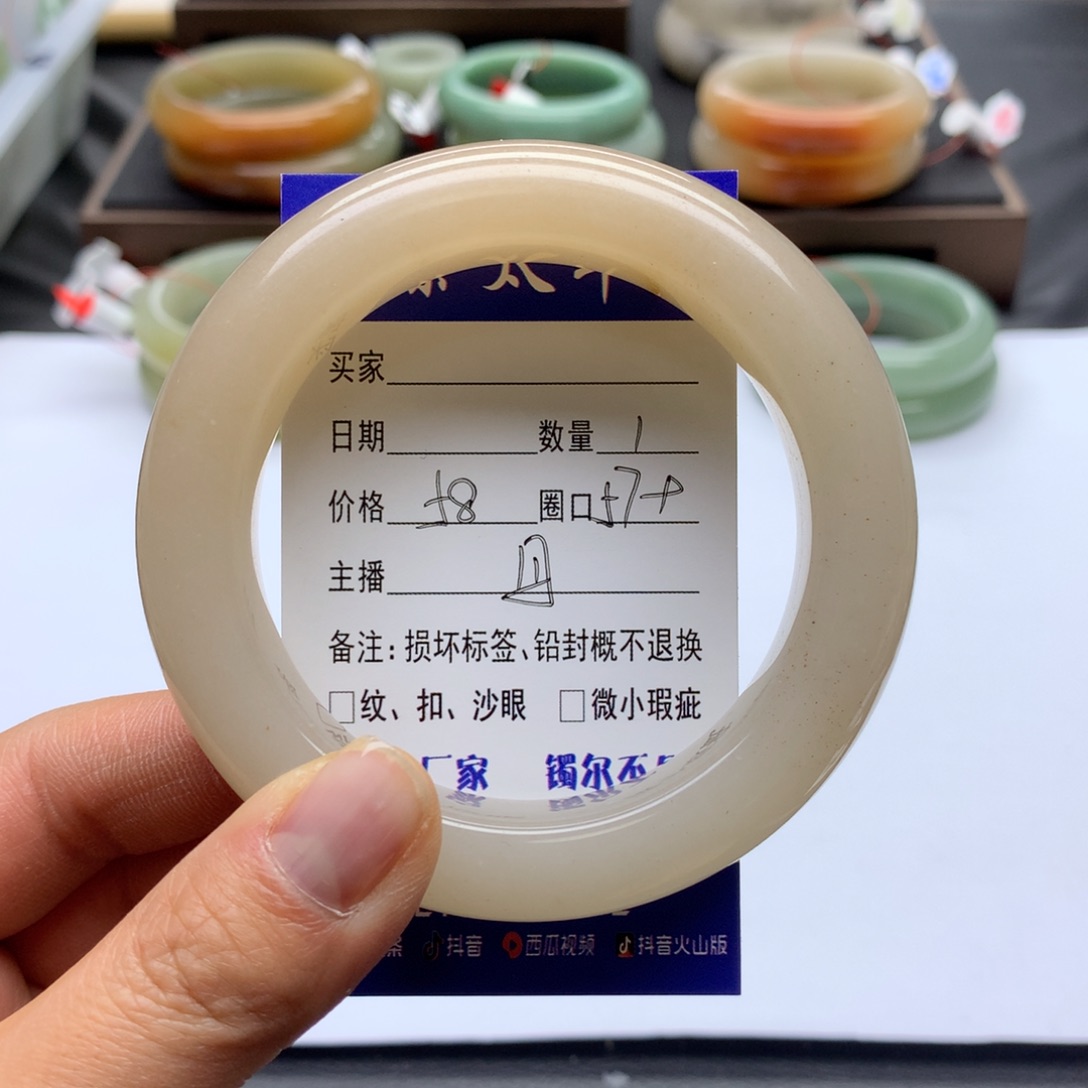 买家
日期 数量 1
价格 58 圈口 57+
主播
备注：损坏标签、铅封概不退换
□纹、扣、沙眼 □微小瑕疵
厂家 镯尔不
抖音 西瓜视频 抖音火山版